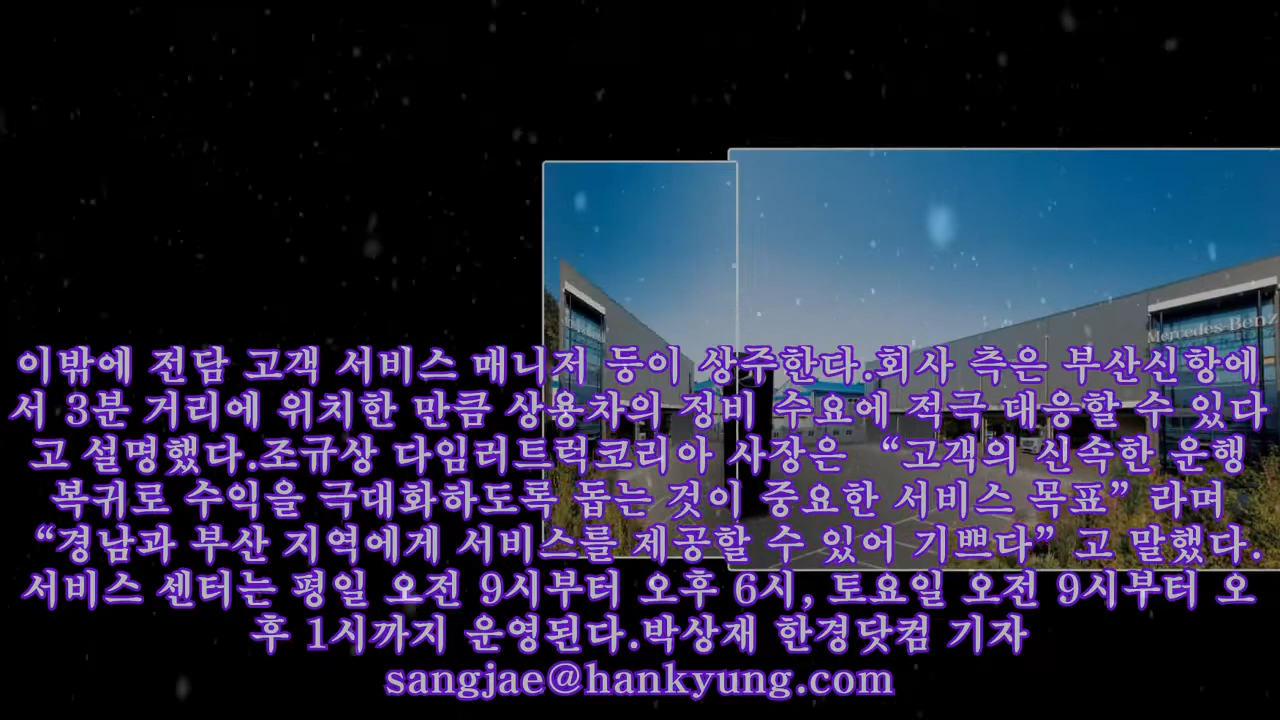 Mercedes-Benz
이밖에 전담 고객 서비스 매니저 등이 상주한다.회사 측은 부산신항에
서 3분 거리에 위치한 만큼 상용차의 정비 수요에 적극 대응할 수 있다
고 설명했다.조규상 다임러트럭코리아 사장은 “고객의 신속한 운행
복귀로 수익을 극대화하도록 돕는 것이 중요한 서비스 목표” 라며
“경남과 부산 지역에게 서비스를 제공할 수 있어 기쁘다” 고 말했다.
서비스 센터는 평일 오전 9시부터 오후 6시, 토요일 오전 9시부터 오
후 1시까지 운영된다.박상재 한경닷컴 기자
sangjae@hankyung.com